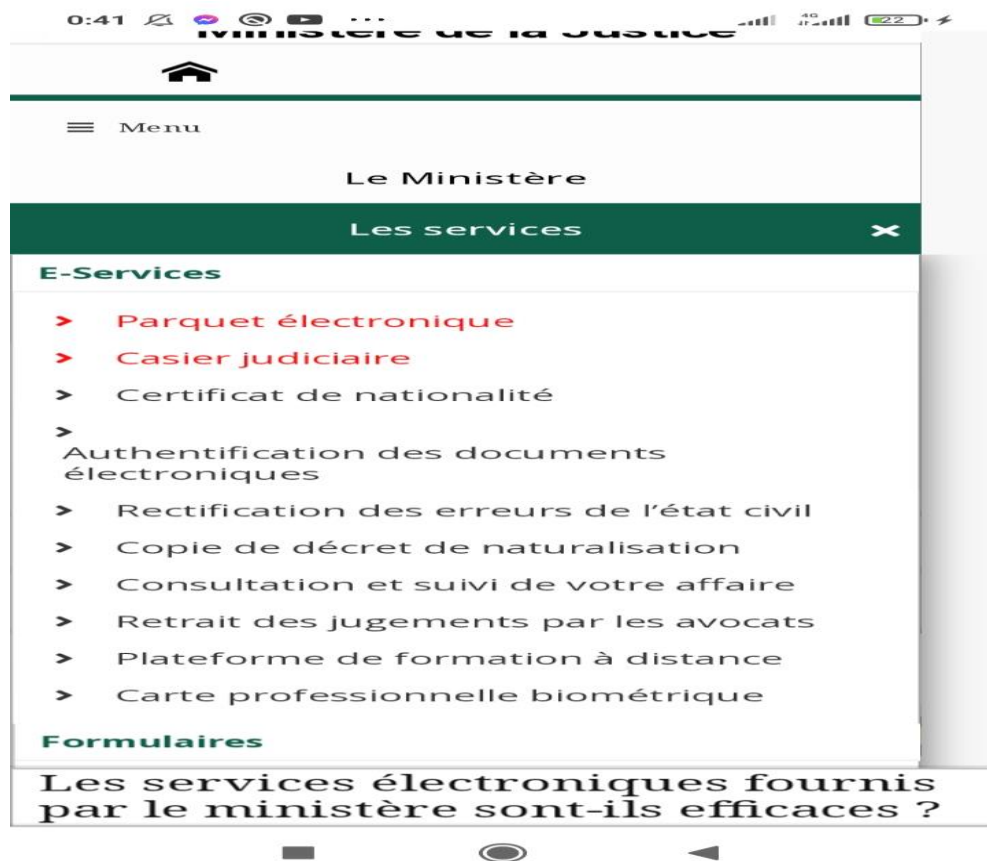 0:41 ...
4G 22
Ministère de la Justice
Menu
Le Ministère
Les services
E-Services
Parquet électronique
Casier judiciaire
Certificat de nationalité
Authentification des documents
électroniques
Rectification des erreurs de l'état civil
Copie de décret de naturalisation
Consultation et suivi de votre affaire
Retrait des jugements par les avocats
Plateforme de formation à distance
Carte professionnelle biométrique
Formulaires
Les services électroniques fournis
par le ministère sont-ils efficaces ?